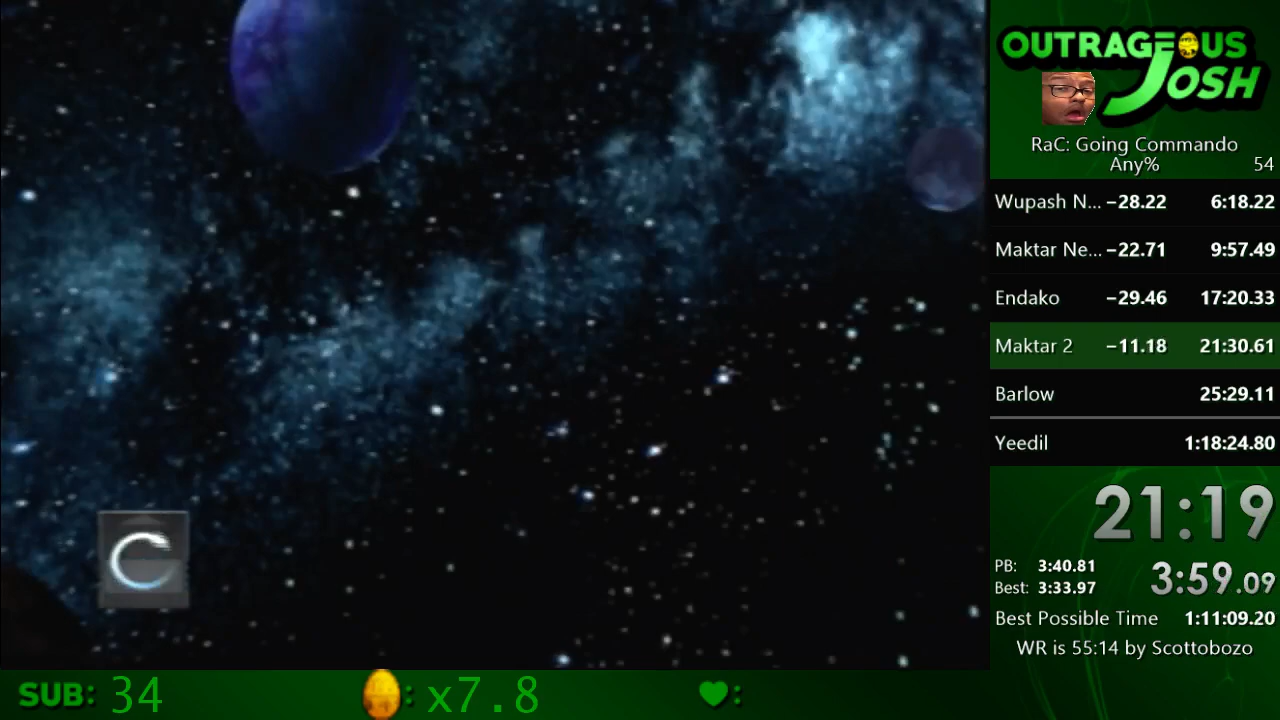 OUTRAGEOUS
JOSH
RaC: Going Commando
Any% 54
Wupash N... −28.22 6:18.22
Maktar Ne... −22.71 9:57.49
Endako −29.46 17:20.33
Maktar 2 −11.18 21:30.61
Barlow 25:29.11
Yeedil 1:18:24.80
21:19
PB: 3:40.81
Best: 3:33.97
3:59.09
Best Possible Time 1:11:09.20
WR is 55:14 by Scottobozo
SUB: 34 : x7.8 :